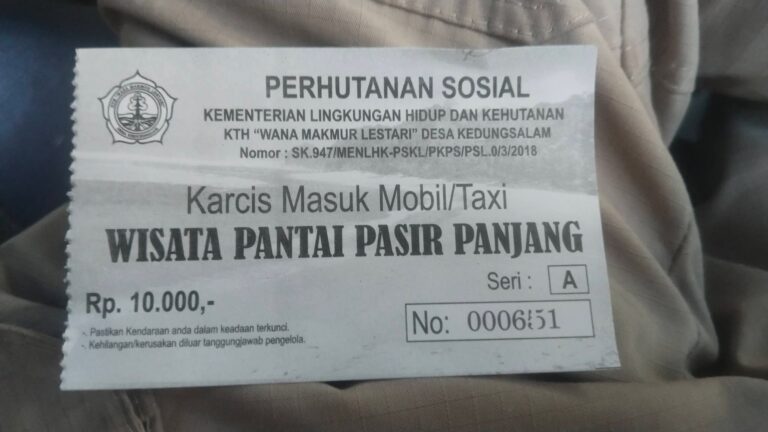 PERHUTANAN SOSIAL
KEMENTERIAN LINGKUNGAN HIDUP DAN KEHUTANAN
KTH "WANA MAKMUR LESTARI" DESA KEDUNGSALAM
Nomor : SK.947/MENLHK-PSKL/PKPS/PSL.0/3/2018
Karcis Masuk Mobil/Taxi
WISATA PANTAI PASIR PANJANG
Seri : A
Rp. 10.000,-
No: 000651
-. Pastikan Kendaraan anda dalam keadaan terkunci.
-. Kehilangan/kerusakan diluar tanggungjawab pengelola.